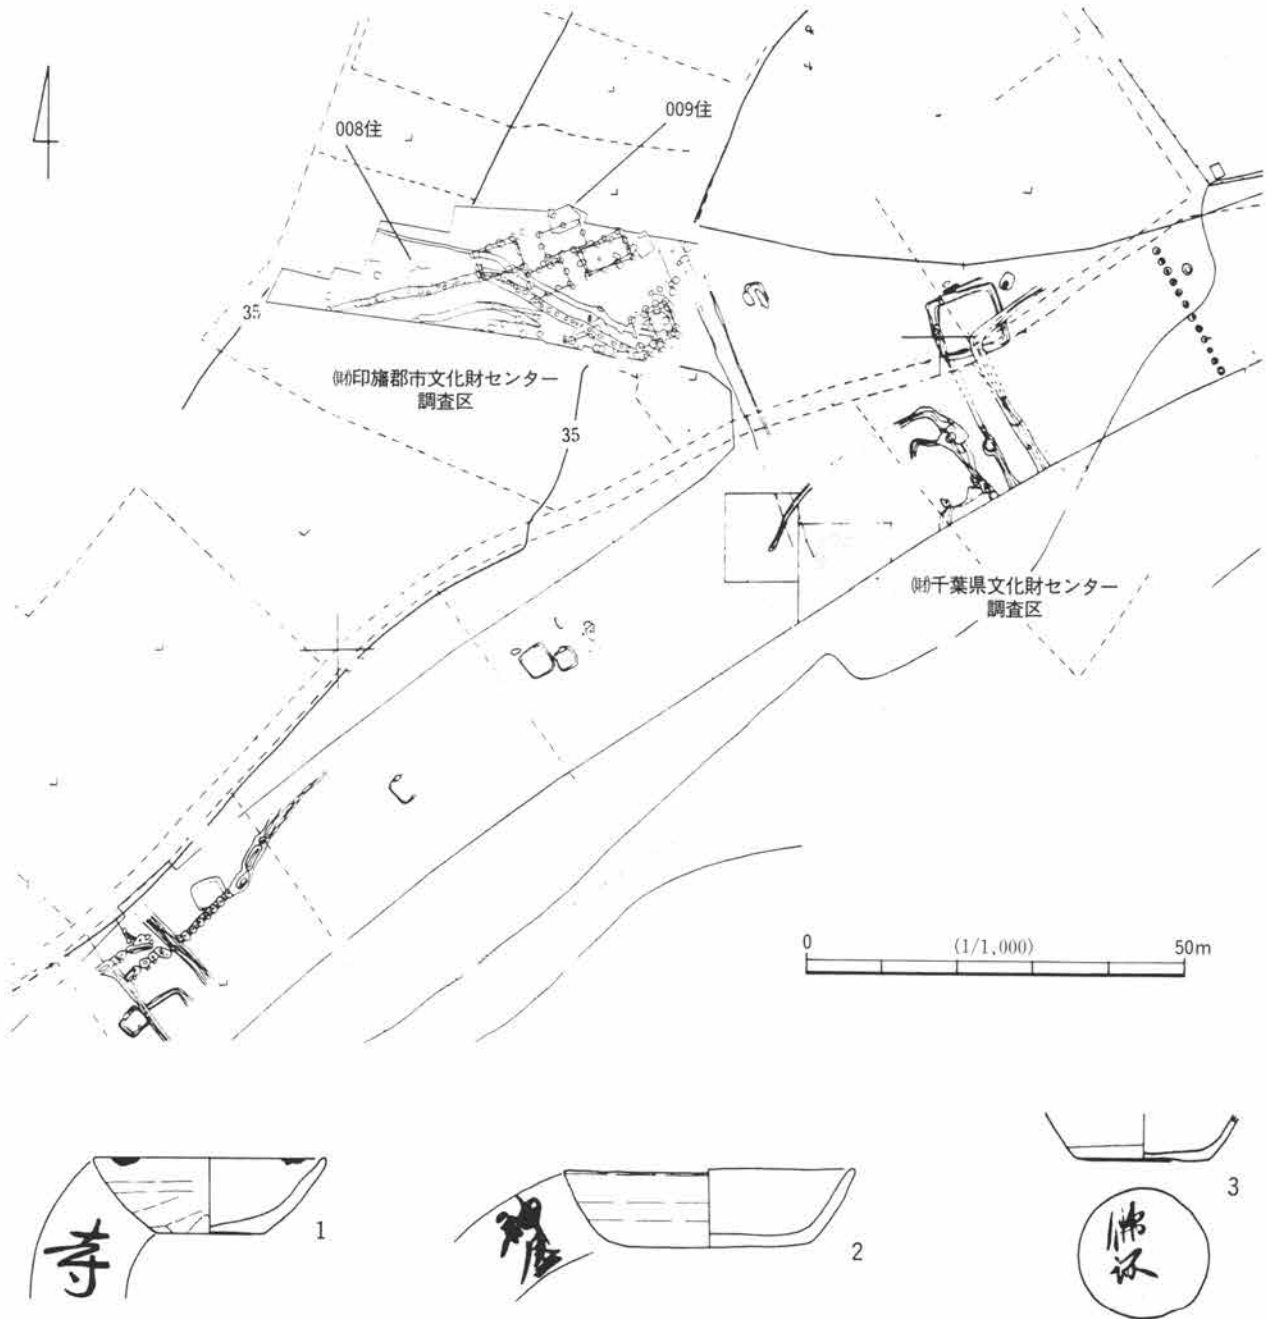 008住
009住
35
㈶印旛郡市文化財センター
調査区
35
㈶千葉県文化財センター
調査区
0
(1/1,000)
50m
寺
1
2
3
佛